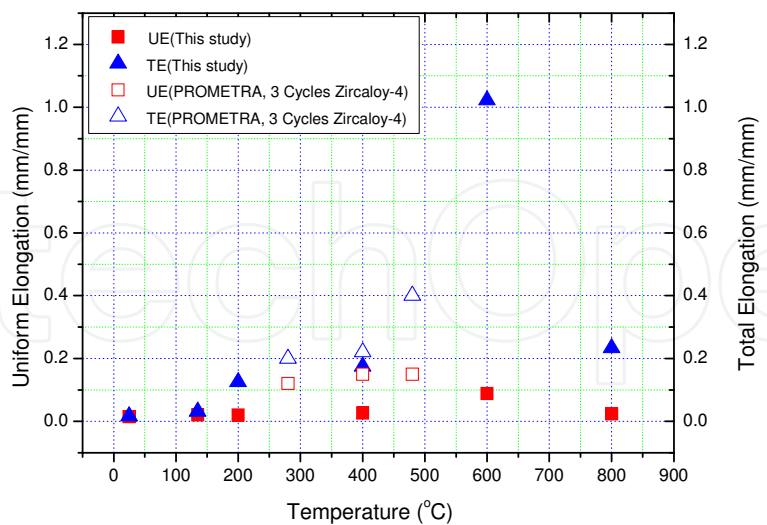 UE(This study)
TE(This study)
UE(PROMETRA, 3 Cycles Zircaloy-4)
TE(PROMETRA, 3 Cycles Zircaloy-4)
Uniform Elongation (mm/mm)
1.2
1.0
0.8
0.6
0.4
0.2
0.0
Total Elongation (mm/mm)
1.2
1.0
0.8
0.6
0.4
0.2
0.0
0 100 200 300 400 500 600 700 800 900
Temperature (°C)